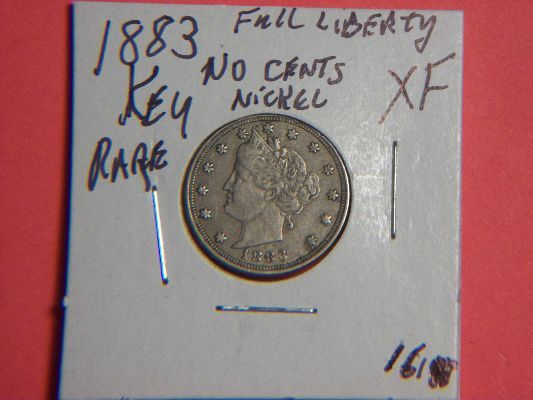 1883 Full Liberty
Key No Cents XF
Rare Nickel
1883